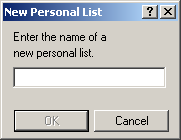 New Personal List
Enter the name of a
new personal list.
OK Cancel